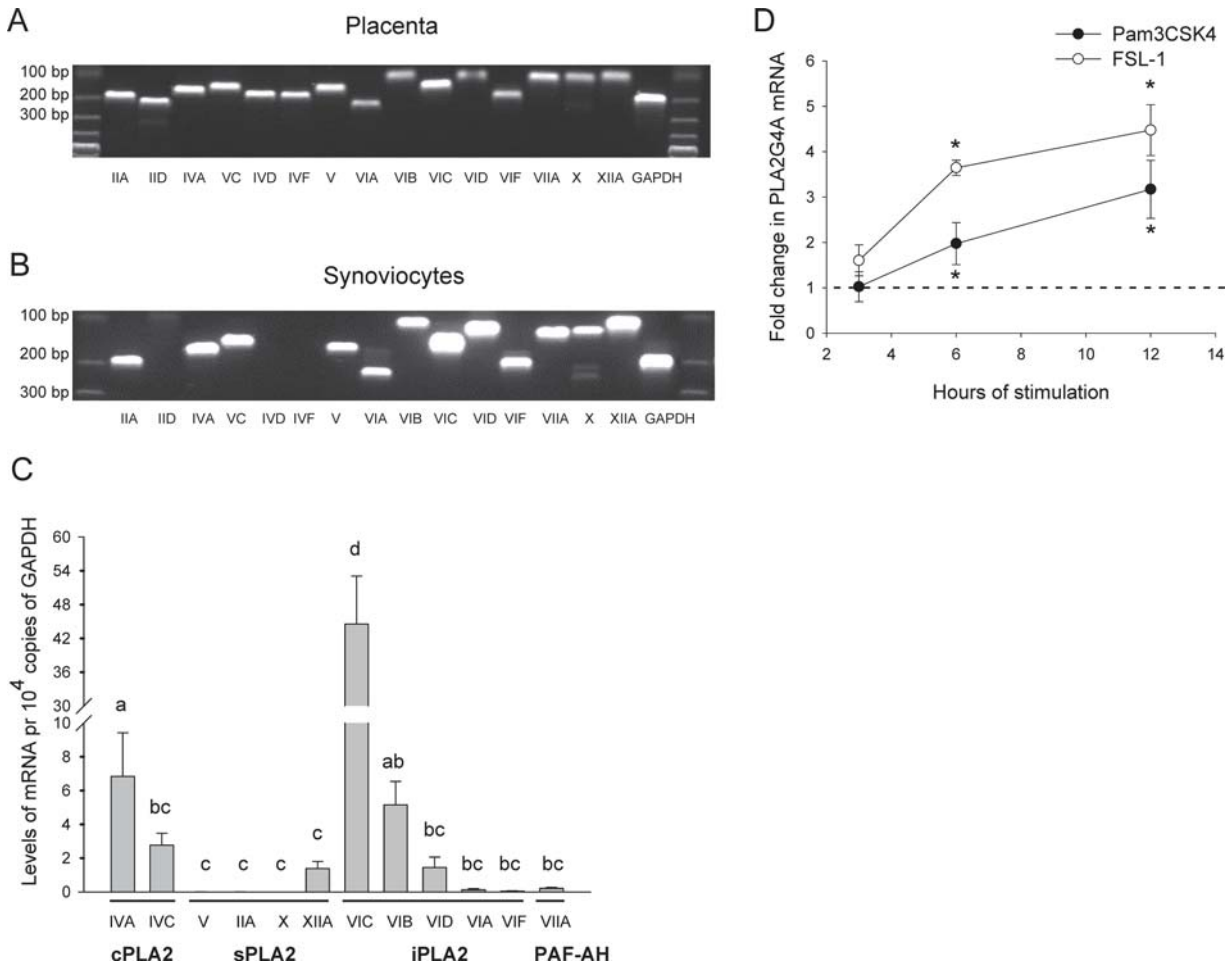 A
Placenta
100 bp
200 bp
300 bp
IIA IID IVA VC IVD IVF V VIA VIB VIC VID VIF VIIA X XIIA GAPDH
B
Synoviocytes
100 bp
200 bp
300 bp
IIA IID IVA VC IVD IVF V VIA VIB VIC VID VIF VIIA X XIIA GAPDH
C
Levels of mRNA pr 10⁴ copies of GAPDH
60
54
48
42
36
30
10
8
6
4
2
0
a bc c c c c d ab bc bc bc bc
IVA IVC V IIA X XIIA VIC VIB VID VIA VIF VIIA
cPLA2 sPLA2 iPLA2 PAF-AH
D
Pam3CSK4
FSL-1
Fold change in PLA2G4A mRNA
6
5
4
3
2
1
0
* *
* *
2 4 6 8 10 12 14
Hours of stimulation